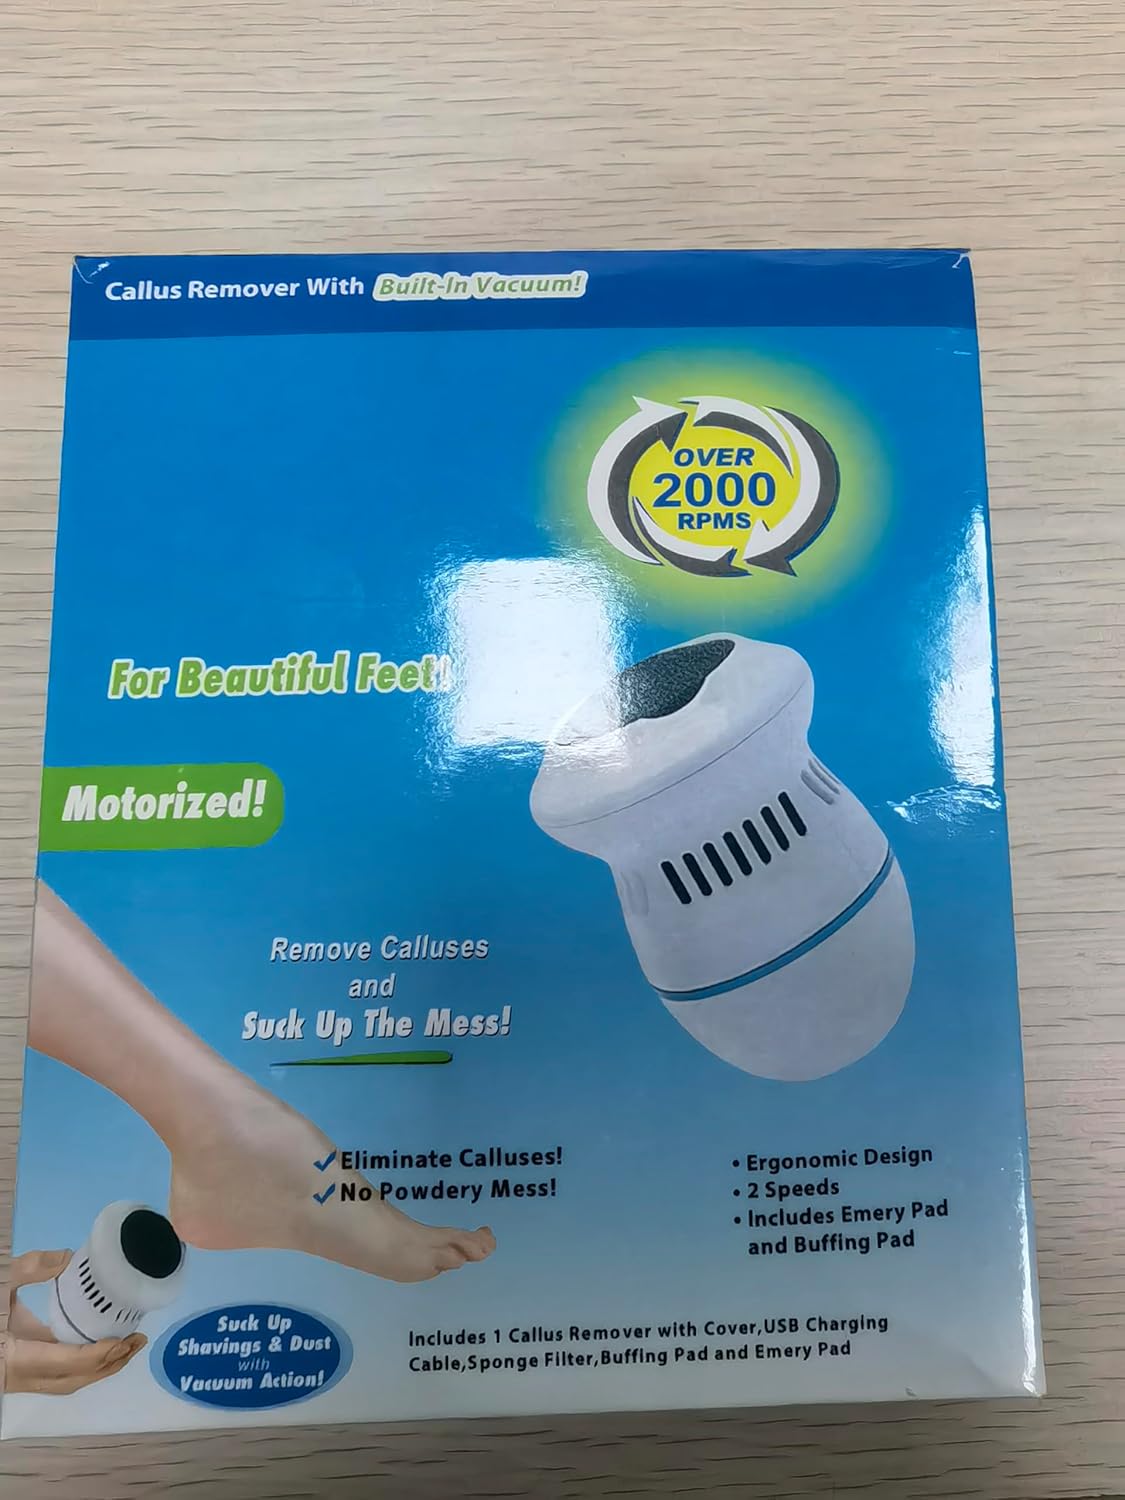 Callus Remover With Built-In Vacuum!
OVER
2000
RPMS
For Beautiful Feet!
Motorized!
Remove Calluses
and
Suck Up The Mess!
Eliminate Calluses!
No Powdery Mess!
• Ergonomic Design
• 2 Speeds
• Includes Emery Pad
and Buffing Pad
Suck Up
Shavings & Dust
with
Vacuum Action!
Includes 1 Callus Remover with Cover,USB Charging
Cable,Sponge Filter,Buffing Pad and Emery Pad